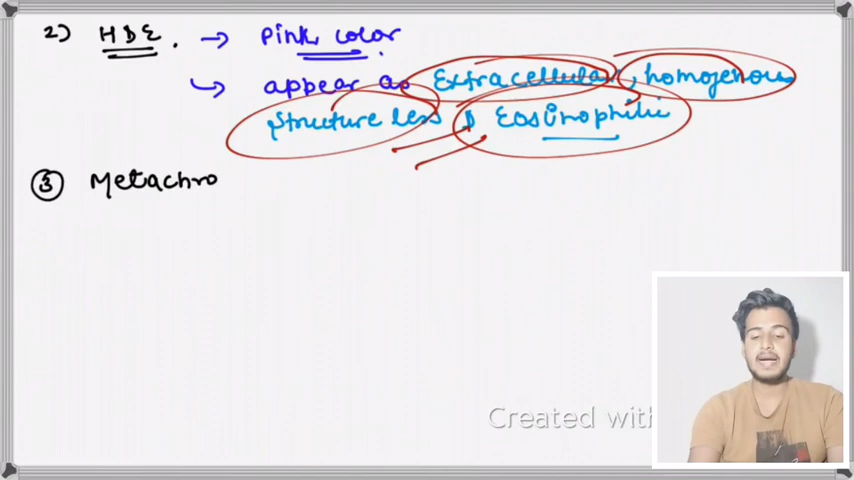 2) H & E. → Pink color
↳ appear as Extracellular, homogenous
Structure less & Eosinophilic
③ Metachro
Created with